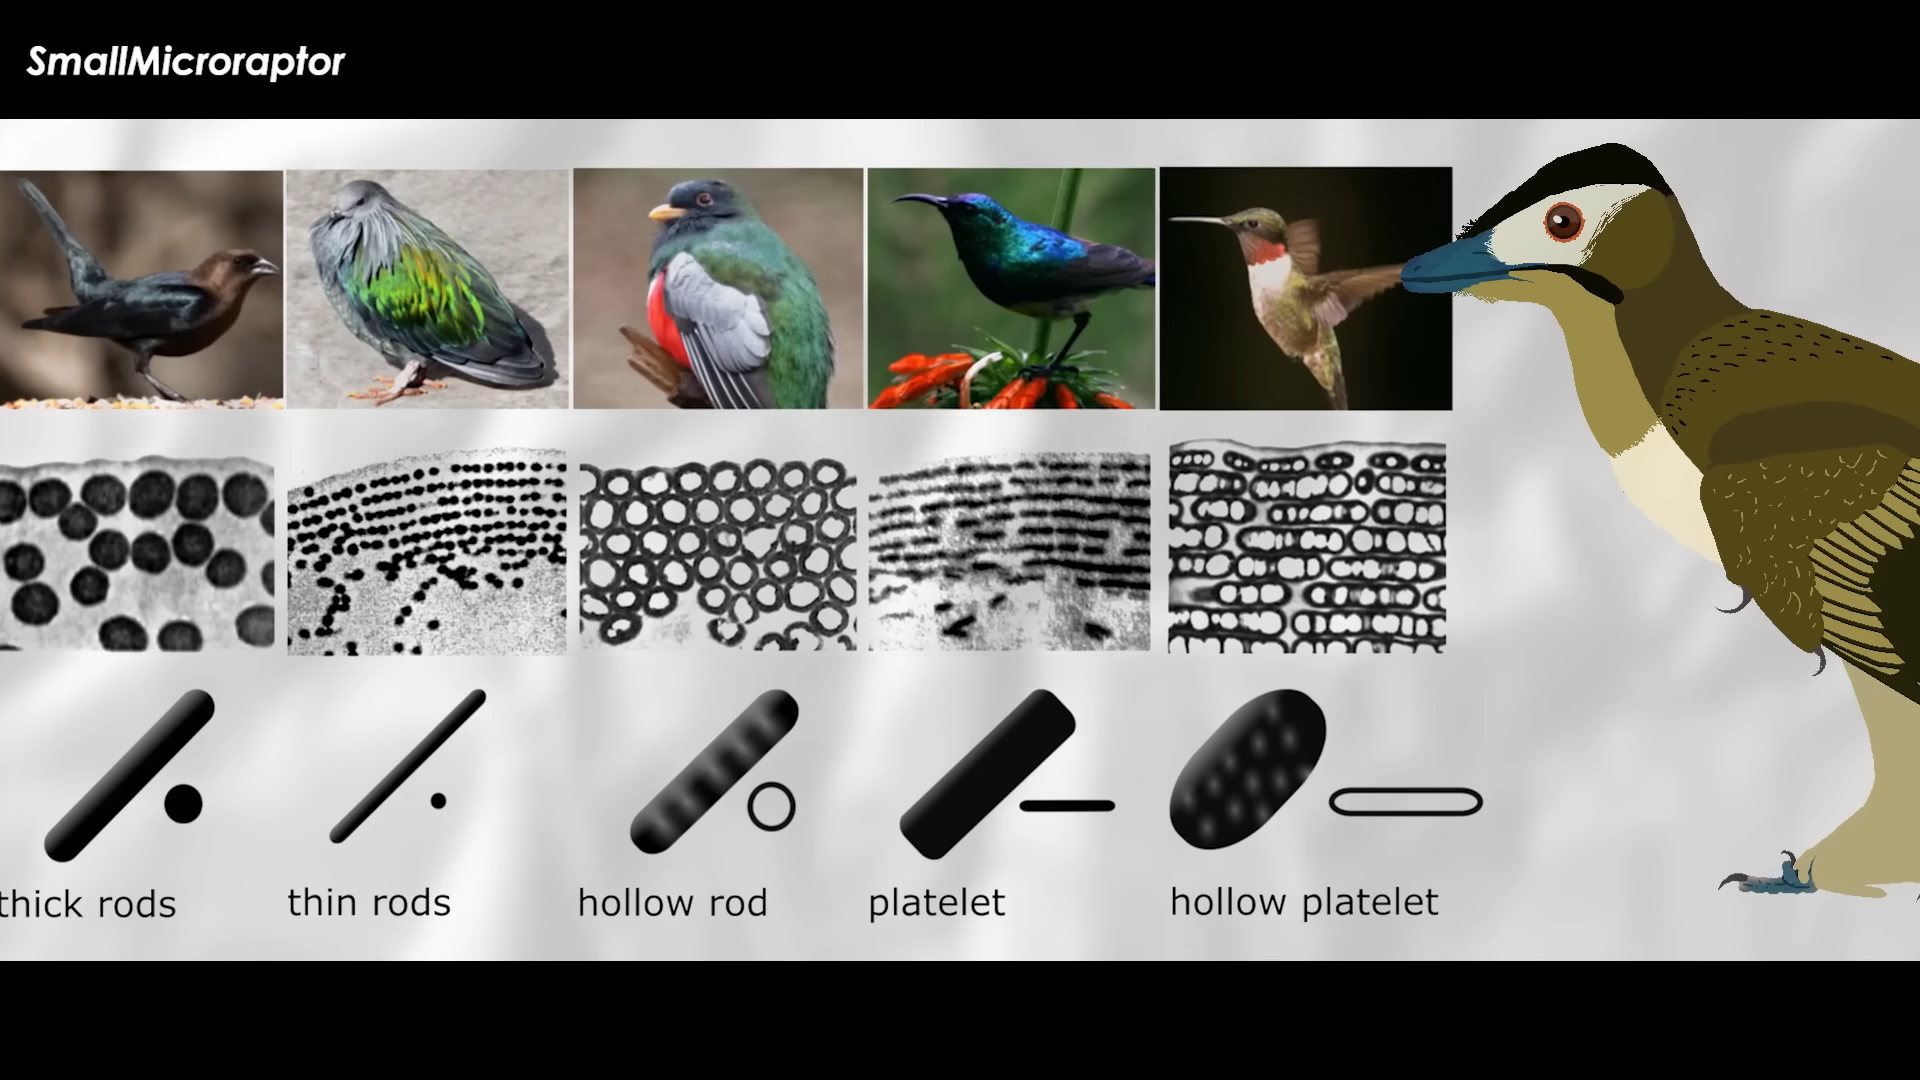 SmallMicroraptor
thick rods
thin rods
hollow rod
platelet
hollow platelet